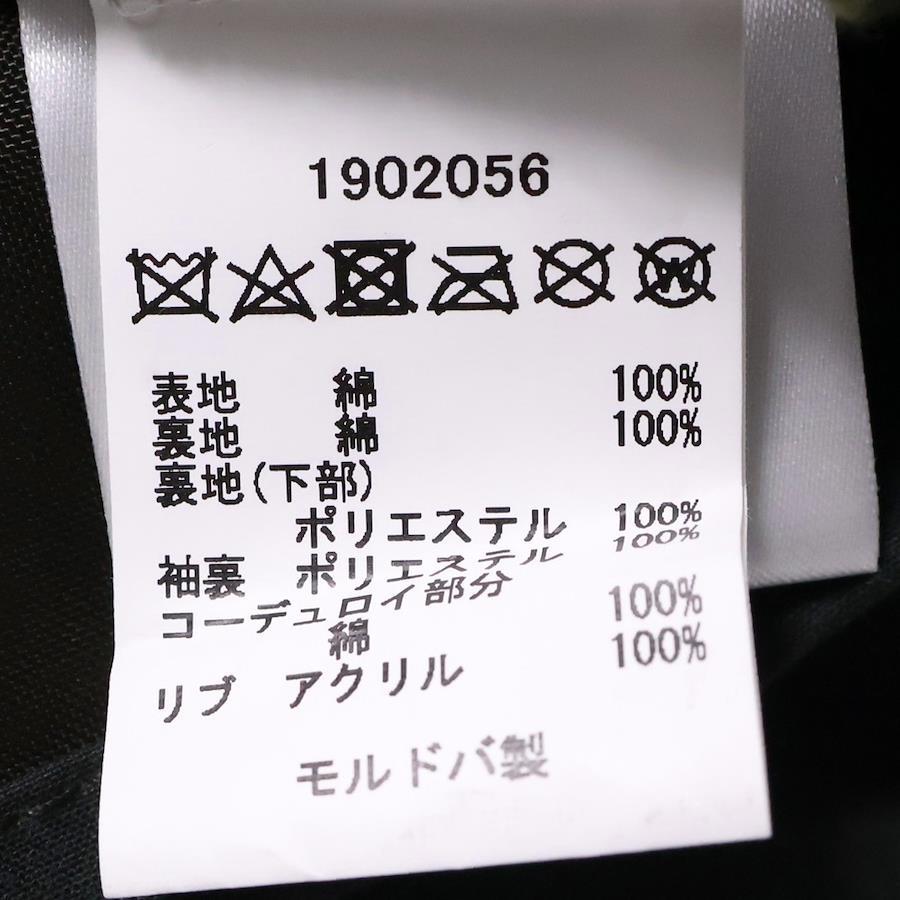 1902056
W
表地 綿 100%
裏地 綿 100%
裏地(下部)
ポリエステル 100%
袖裏 ポリエステル 100%
コーデュロイ部分
綿 100%
リブ アクリル 100%
モルドバ製